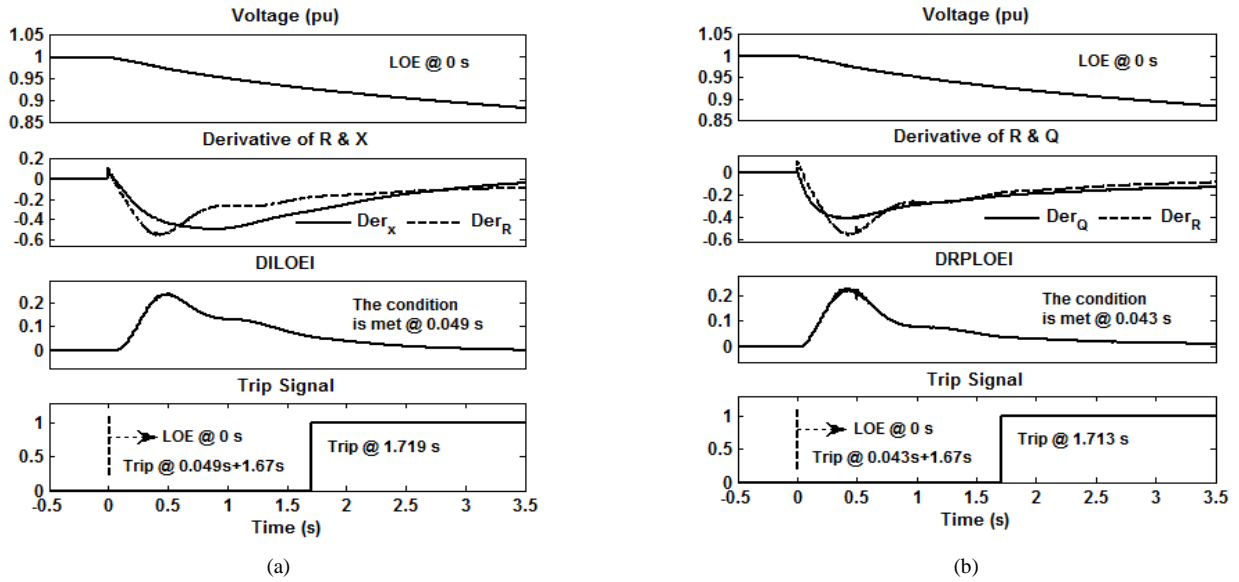 Voltage (pu)
1.05
1
0.95
0.9
0.85
LOE @ 0 s
Derivative of R & X
0.2
0
-0.2
-0.4
-0.6
Der_x Der_R
DILOEI
0.2
0.1
0
The condition
is met @ 0.049 s
Trip Signal
1
0.5
0
LOE @ 0 s
Trip @ 0.049s+1.67s
Trip @ 1.719 s
-0.5 0 0.5 1 1.5 2 2.5 3 3.5
Time (s)
(a)
Voltage (pu)
1.05
1
0.95
0.9
0.85
LOE @ 0 s
Derivative of R & Q
0
-0.2
-0.4
-0.6
Der_Q Der_R
DRPLOEI
0.2
0.1
0
The condition
is met @ 0.043 s
Trip Signal
1
0.5
0
LOE @ 0 s
Trip @ 0.043s+1.67s
Trip @ 1.713 s
-0.5 0 0.5 1 1.5 2 2.5 3 3.5
Time (s)
(b)